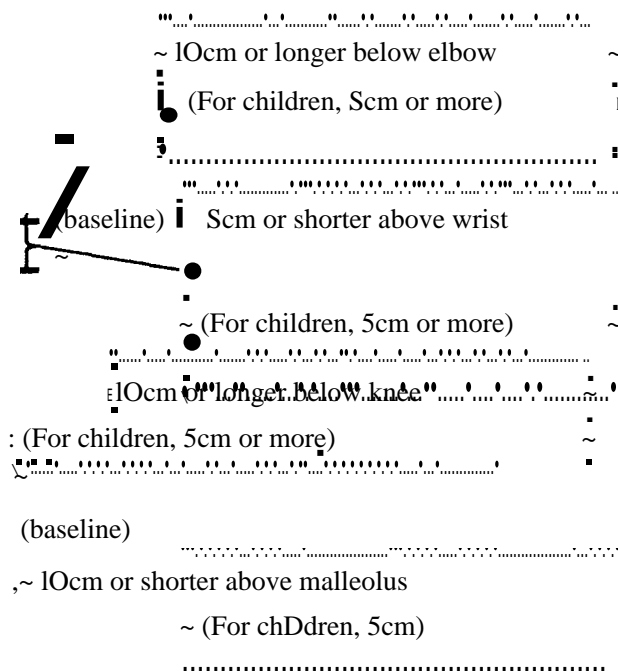 ~ lOcm or longer below elbow ~
i (For children, Scm or more)
(baseline) i Scm or shorter above wrist
~
~ (For children, 5cm or more) ~
ElOcm or longer below knee ~
: (For children, 5cm or more) ~
\~
(baseline)
,~ lOcm or shorter above malleolus
~ (For chDdren, 5cm)